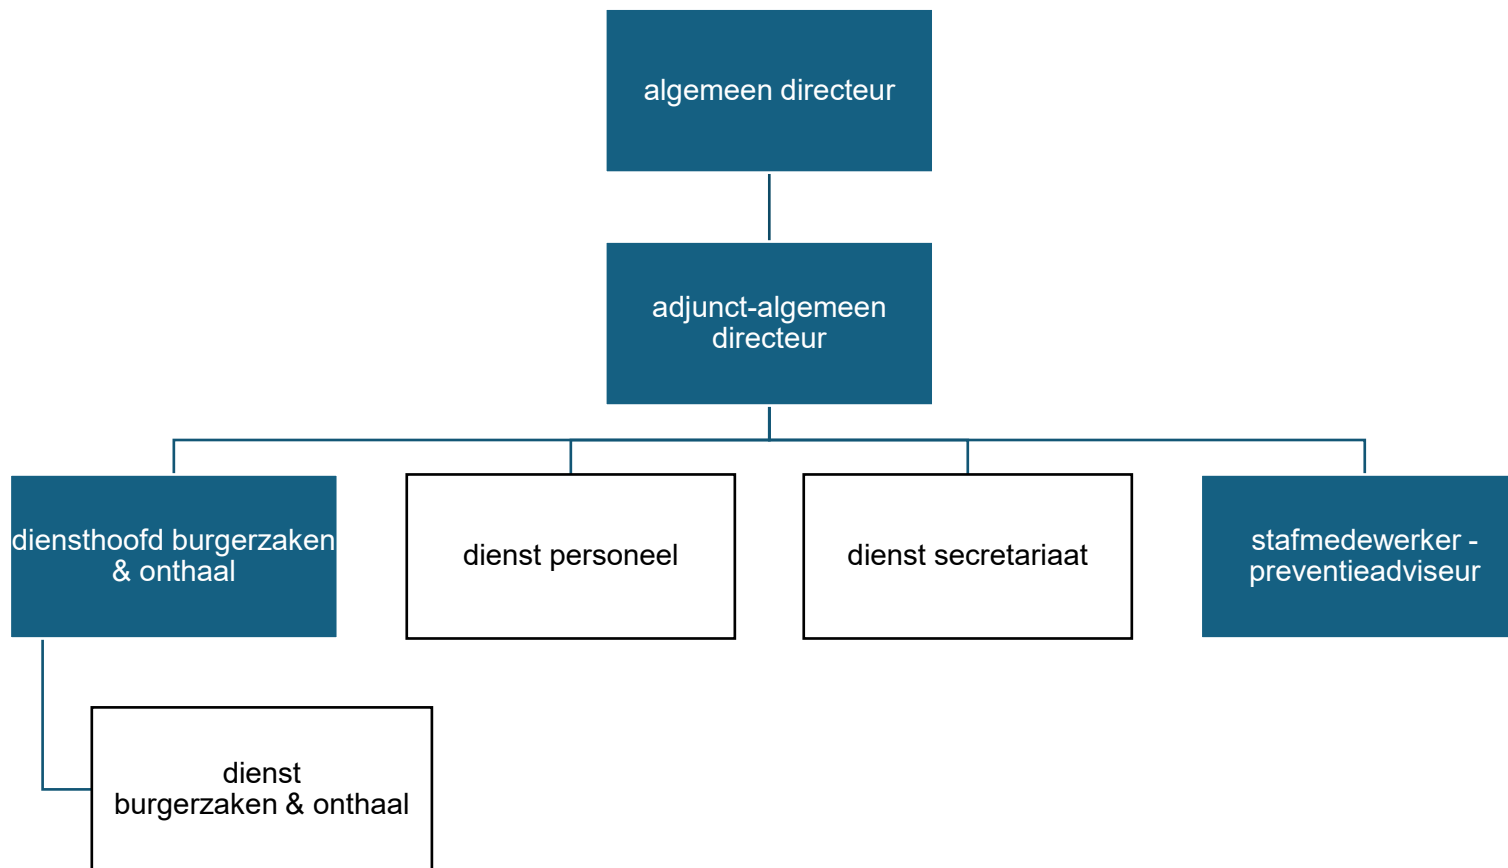 algemeen directeur
adjunct-algemeen
directeur
diensthoofd burgerzaken
& onthaal
dienst personeel
dienst secretariaat
stafmedewerker -
preventieadviseur
dienst
burgerzaken & onthaal